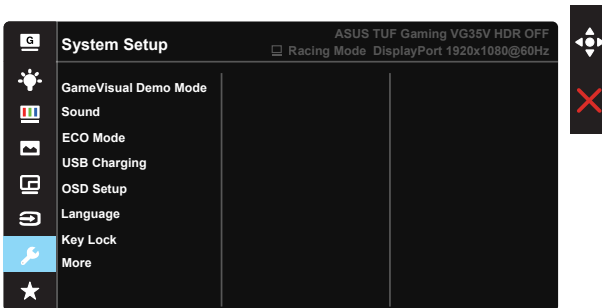 G
System Setup
ASUS TUF Gaming VG35V HDR OFF
Racing Mode DisplayPort 1920x1080@60Hz
GameVisual Demo Mode
Sound
ECO Mode
USB Charging
OSD Setup
Language
Key Lock
More